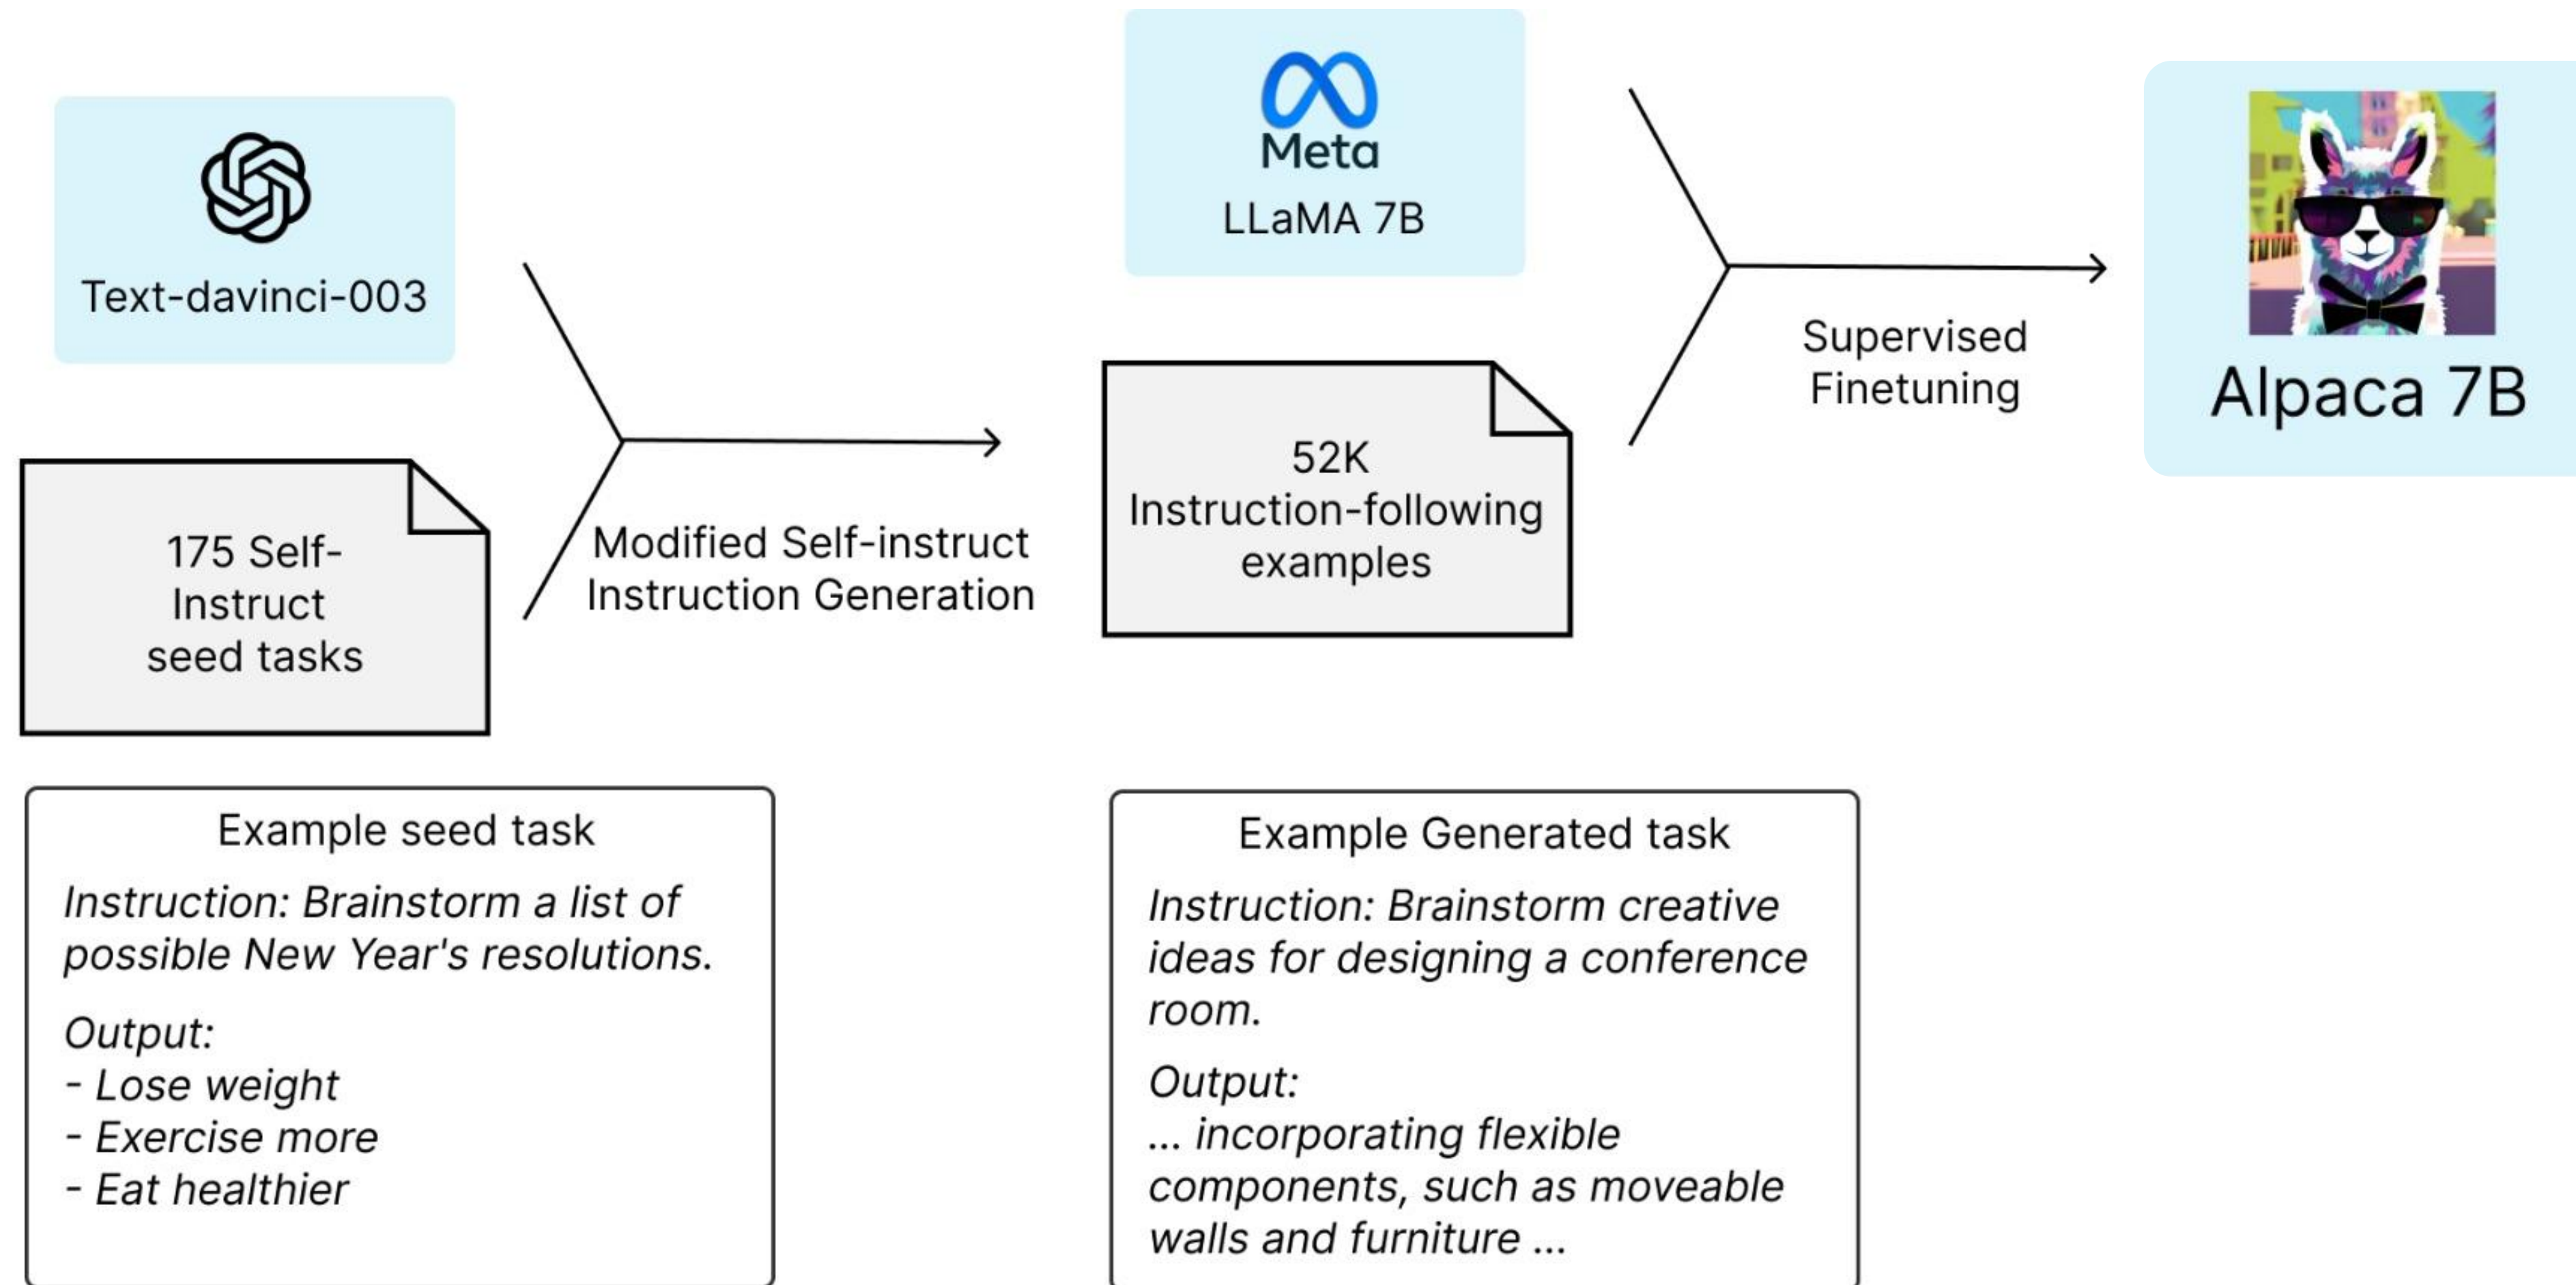 Text-davinci-003
175 Self-
Instruct
seed tasks
Modified Self-instruct
Instruction Generation
Meta
LLaMA 7B
52K
Instruction-following
examples
Supervised
Finetuning
Alpaca 7B
Example seed task
Instruction: Brainstorm a list of
possible New Year's resolutions.
Output:
- Lose weight
- Exercise more
- Eat healthier
Example Generated task
Instruction: Brainstorm creative
ideas for designing a conference
room.
Output:
... incorporating flexible
components, such as moveable
walls and furniture ...